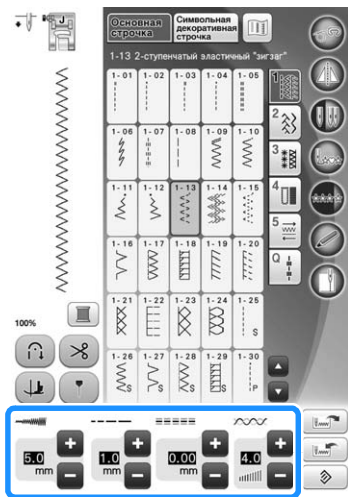 J
Основная строчка
Символьная декоративная строчка
1-13 2-ступенчатый эластичный "зигзаг"
1-01 1-02 1-03 1-04 1-05
1
1-06 1-07 1-08 1-09 1-10
2
3
1-11 1-12 1-13 1-14 1-15
4
1-16 1-17 1-18 1-19 1-20
5
Q
1-21 1-22 1-23 1-24 1-25
S
100%
1-26 1-27 1-28 1-29 1-30
S S S S P
5.0 mm
1.0 mm
0.00 mm
4.0